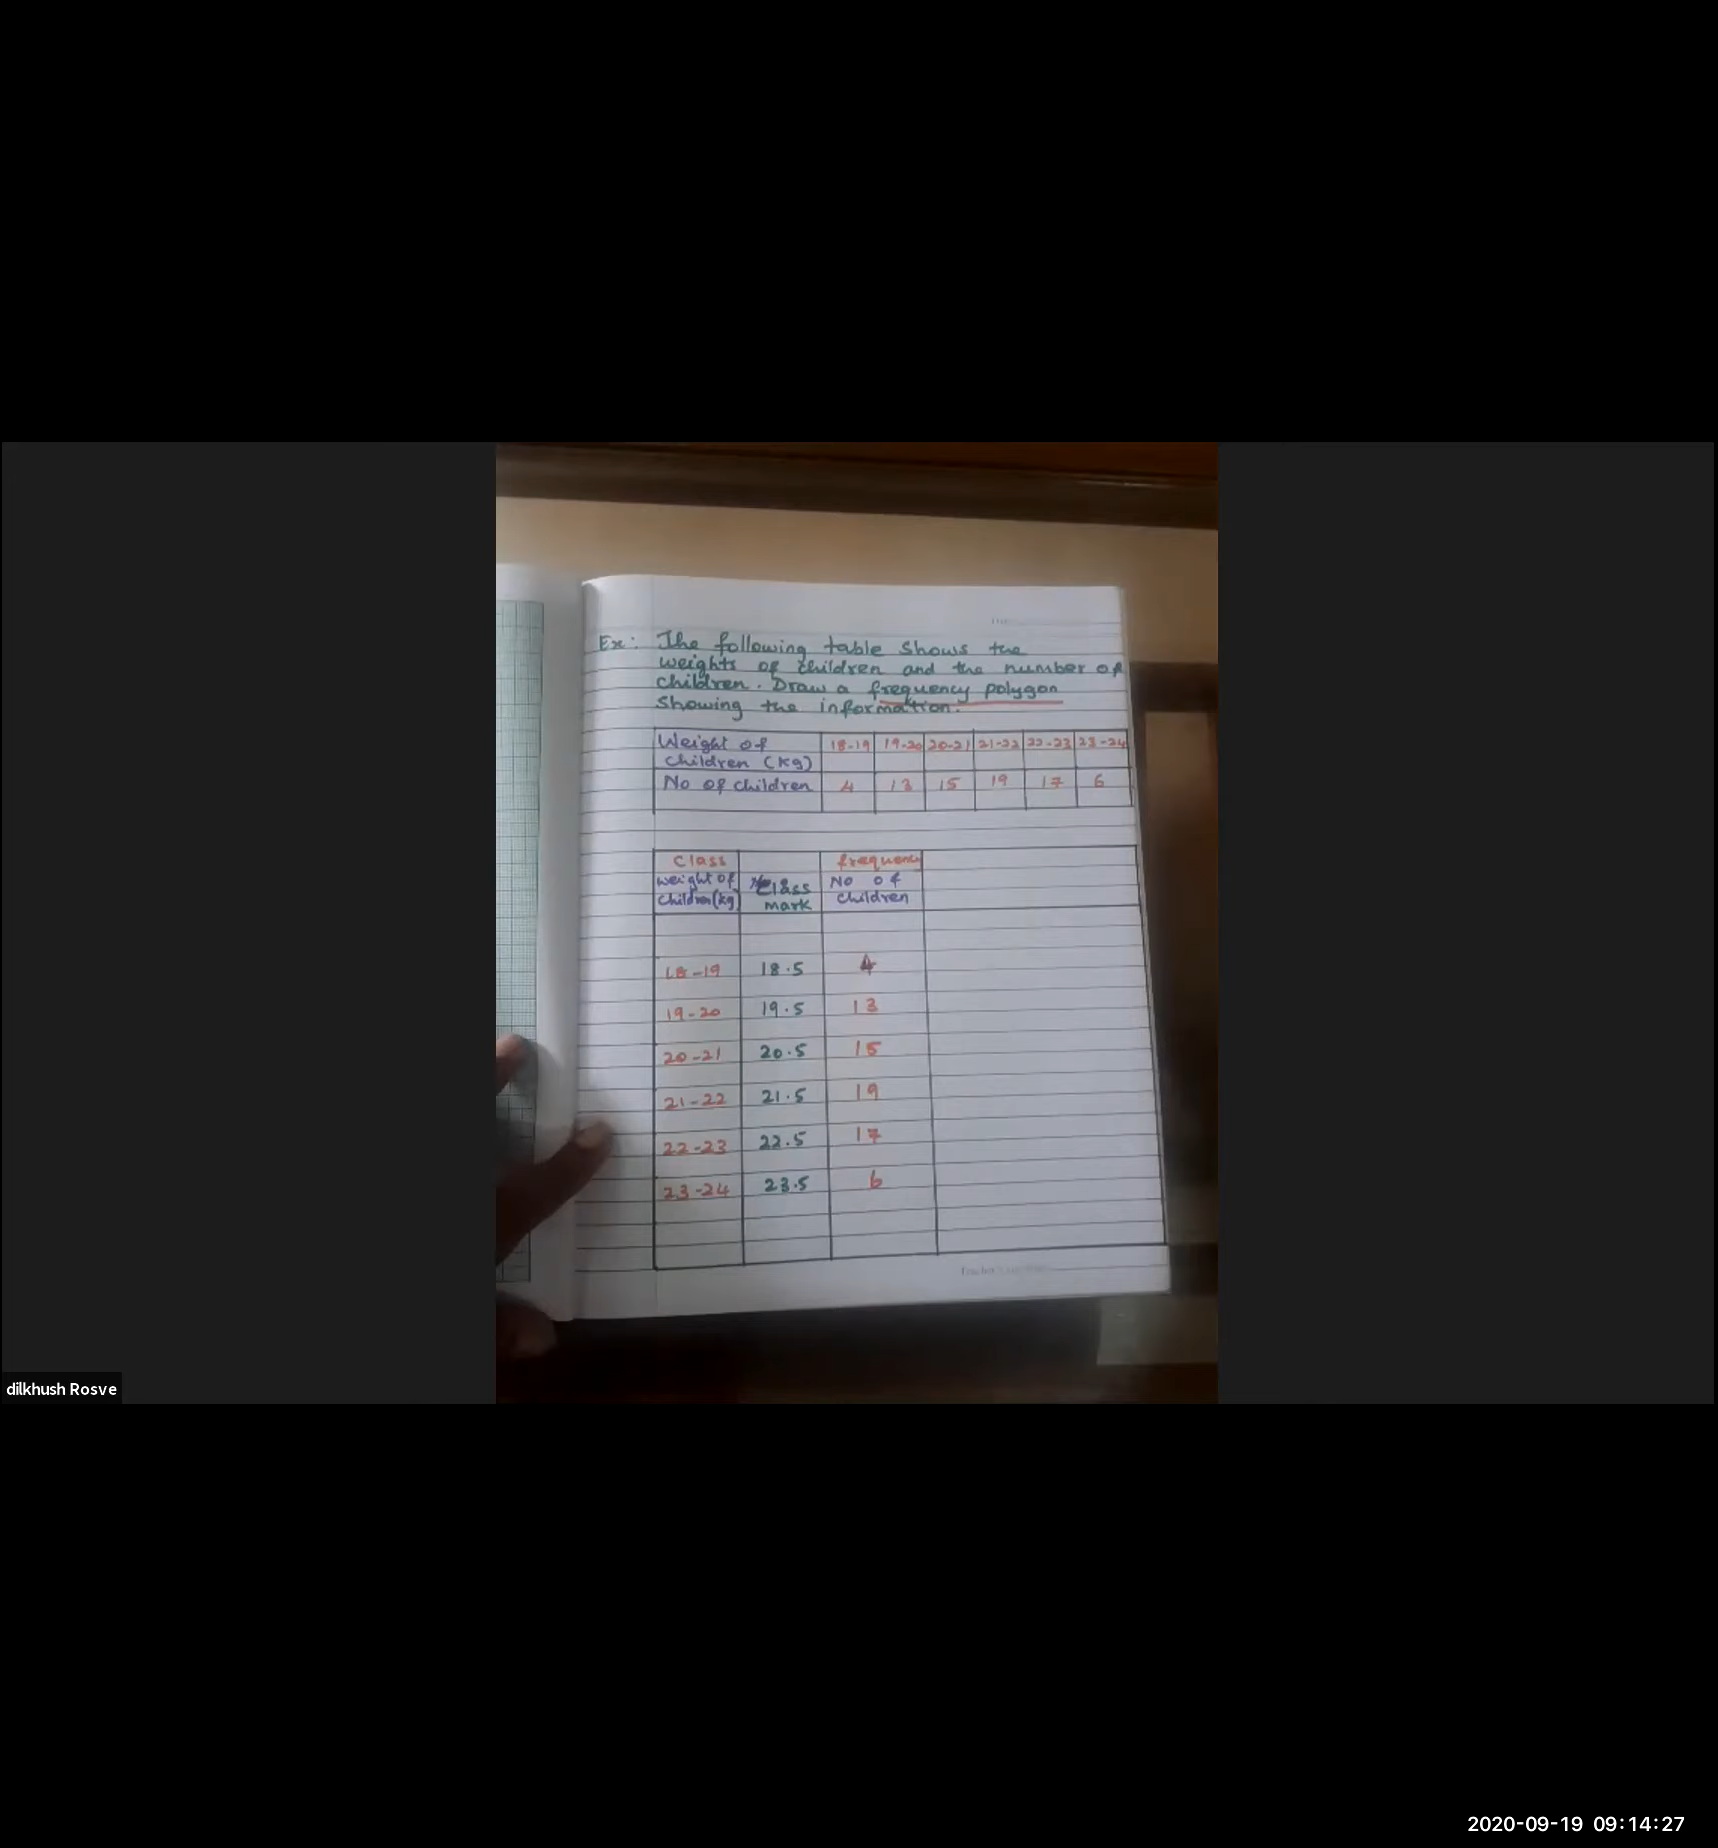 Ex: The following table shows the
weights of children and the number of
children. Draw a frequency polygon
showing the information.
Weight of children (kg) 18-19 19-20 20-21 21-22 22-23 23-24
No of children 4 13 15 19 17 6
Class frequency
weight of Class No of
children (kg) mark children
18-19 18.5 4
19-20 19.5 13
20-21 20.5 15
21-22 21.5 19
22-23 22.5 17
23-24 23.5 6
dilkhush Rosve
2020-09-19 09:14:27